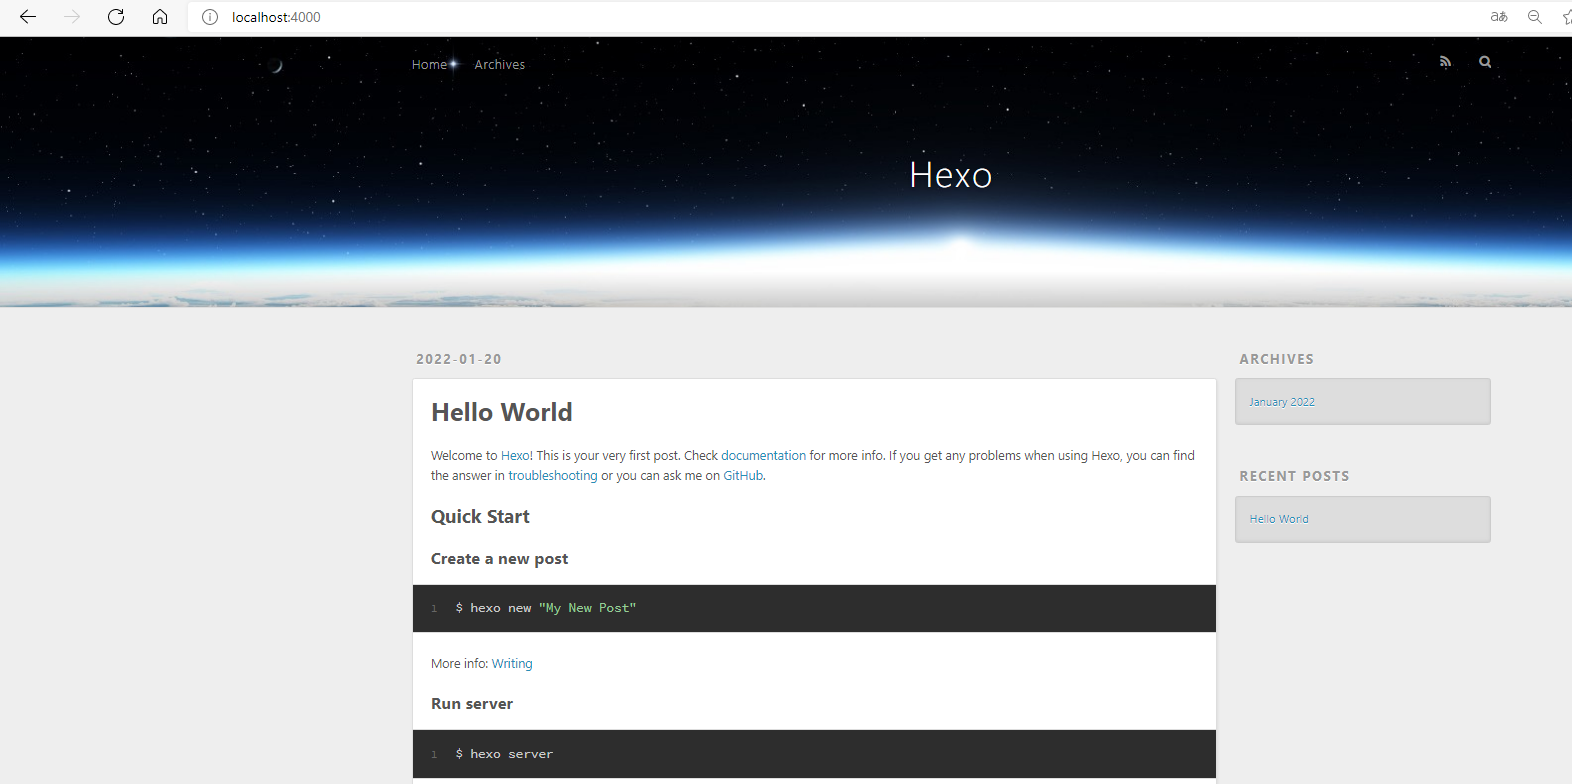 localhost:4000
aあ
Home
Archives
Hexo
2022-01-20
Hello World
Welcome to Hexo! This is your very first post. Check documentation for more info. If you get any problems when using Hexo, you can find
the answer in troubleshooting or you can ask me on GitHub.
Quick Start
Create a new post
1 $ hexo new "My New Post"
More info: Writing
Run server
1 $ hexo server
ARCHIVES
January 2022
RECENT POSTS
Hello World